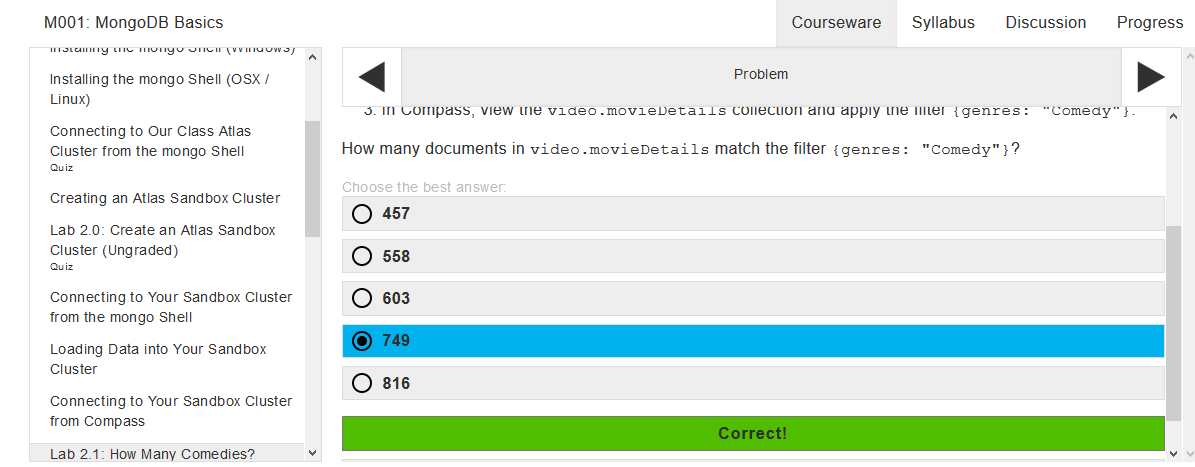 M001: MongoDB Basics
Courseware
Syllabus
Discussion
Progress
Installing the mongo Shell (Windows)
Installing the mongo Shell (OSX /
Linux)
Connecting to Our Class Atlas
Cluster from the mongo Shell
Quiz
Creating an Atlas Sandbox Cluster
Lab 2.0: Create an Atlas Sandbox
Cluster (Ungraded)
Quiz
Connecting to Your Sandbox Cluster
from the mongo Shell
Loading Data into Your Sandbox
Cluster
Connecting to Your Sandbox Cluster
from Compass
Lab 2.1: How Many Comedies?
Problem
3. In Compass, view the video.movieDetails collection and apply the filter {genres: "Comedy"}.
How many documents in video.movieDetails match the filter {genres: "Comedy"}?
Choose the best answer:
457
558
603
749
816
Correct!